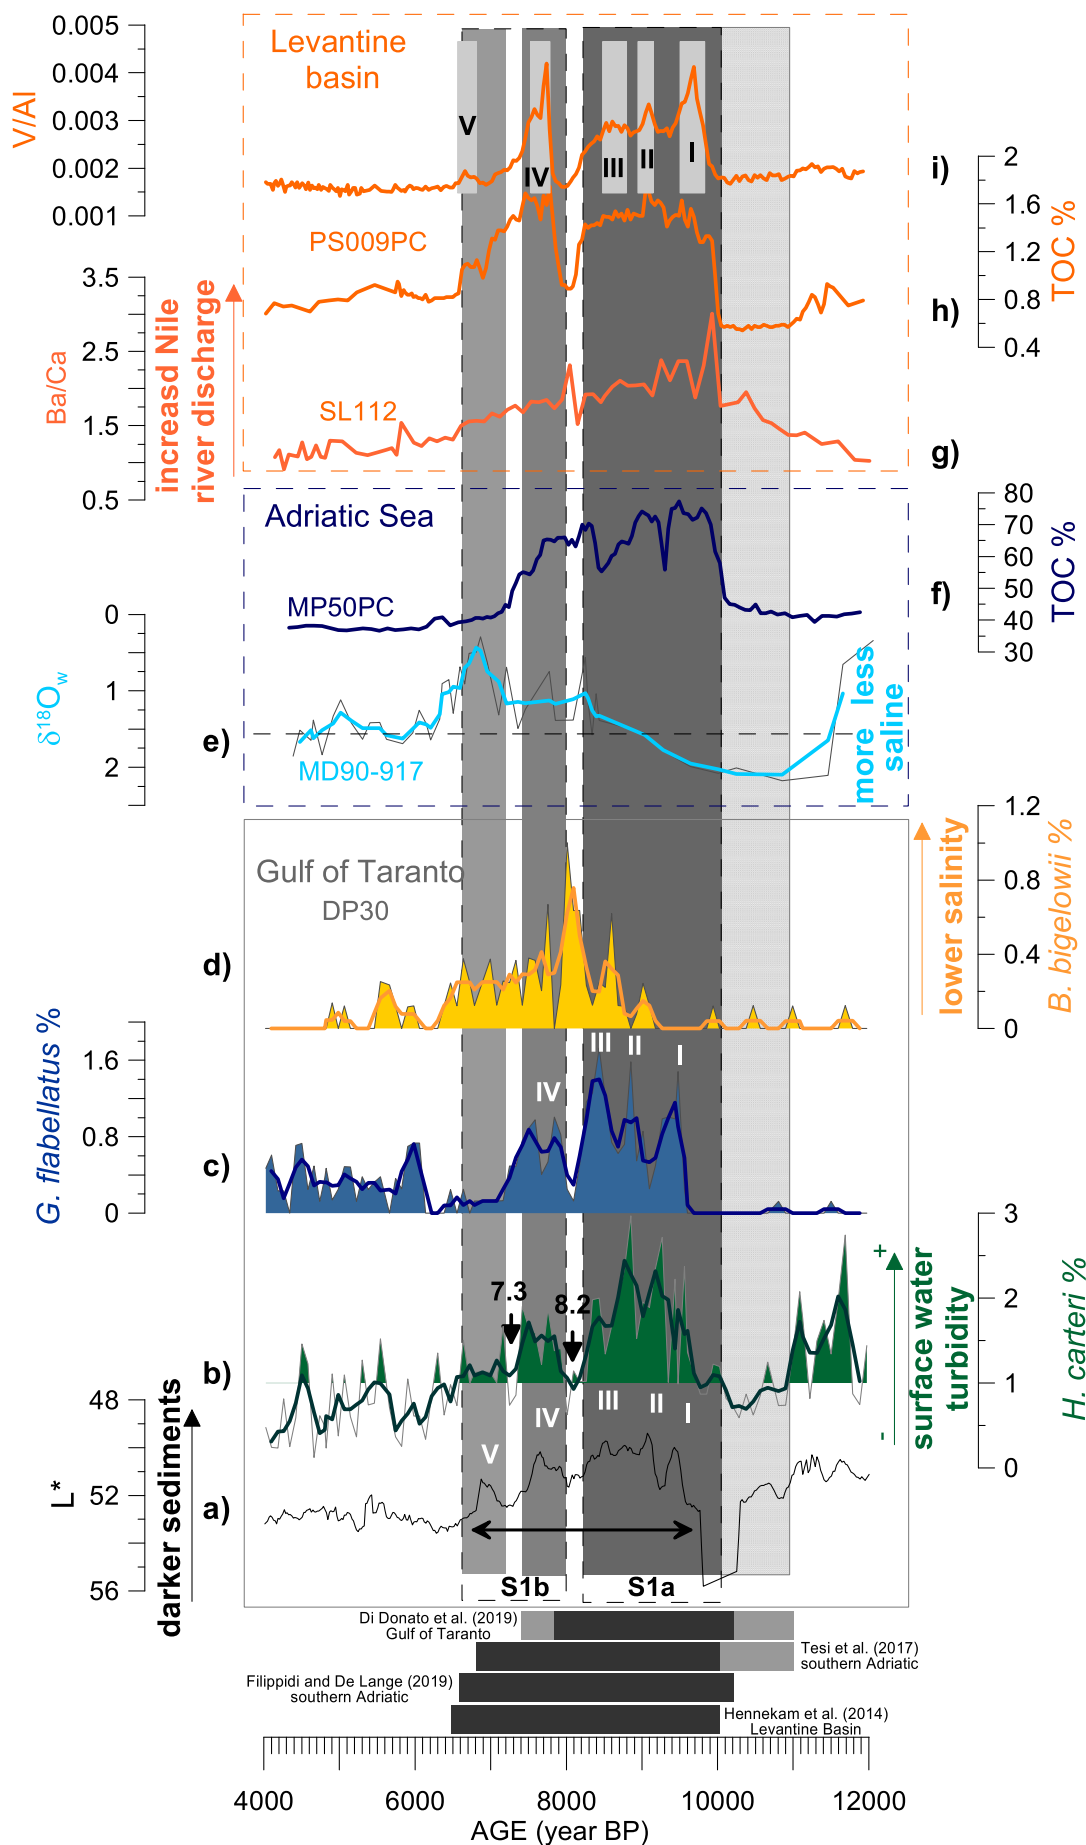 0.005
0.004
0.003
0.002
0.001
V/Al
Levantine
basin
V
IV
III
II
I
i)
2
1.6
1.2
0.8
0.4
TOC %
PS009PC
h)
3.5
2.5
1.5
0.5
Ba/Ca
increasd Nile
river discharge
SL112
g)
Adriatic Sea
80
70
60
50
40
30
TOC %
MP50PC
f)
0
1
2
δ18Ow
e)
MD90-917
more less
saline
Gulf of Taranto
DP30
1.2
0.8
0.4
0
lower salinity
B. bigelowii %
d)
G. flabellatus %
1.6
0.8
0
III
II
I
IV
c)
3
2
1
0
+
-
surface water
turbidity
H. carteri %
7.3
8.2
b)
48
52
56
L*
darker sediments
V
IV
III
II
I
a)
S1b
S1a
Di Donato et al. (2019)
Gulf of Taranto
Tesi et al. (2017)
southern Adriatic
Filippidi and De Lange (2019)
southern Adriatic
Hennekam et al. (2014)
Levantine Basin
4000
6000
8000
10000
12000
AGE (year BP)